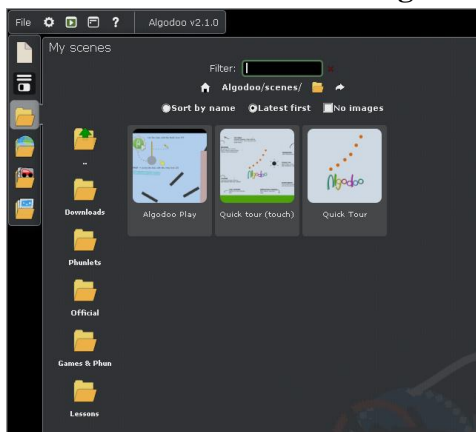 File ? Algodoo v2.1.0
My scenes
Filter:
Algodoo/scenes/
Sort by name Latest first No images
..
Downloads
Phunlets
Official
Games & Phun
Lessons
Algodoo Play
Quick tour (touch)
Algodoo
Quick Tour